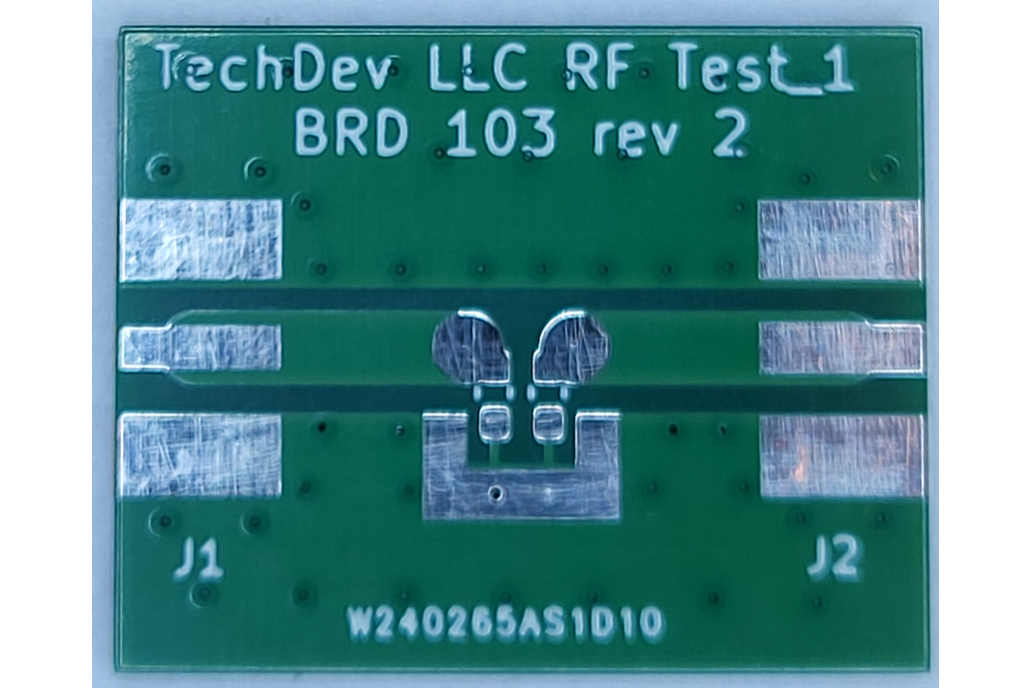 TechDev LLC RF Test_1
BRD 103 rev 2
J1
J2
W240265AS1D10